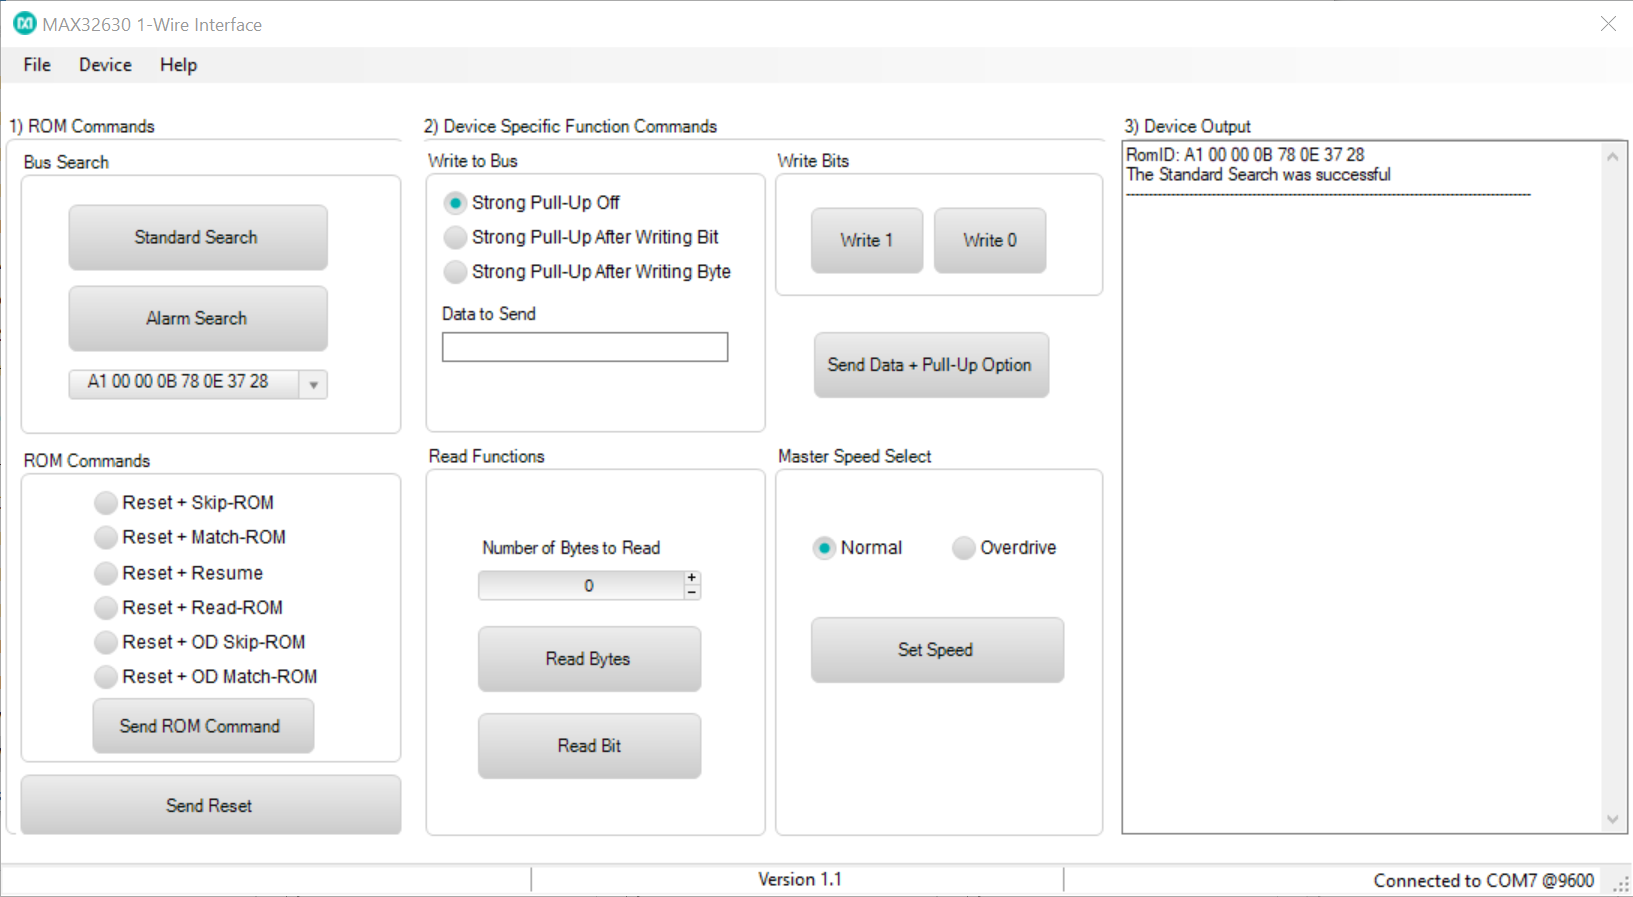 MAX32630 1-Wire Interface
File Device Help
1) ROM Commands
Bus Search
Standard Search
Alarm Search
A1 00 00 0B 78 0E 37 28
ROM Commands
Reset + Skip-ROM
Reset + Match-ROM
Reset + Resume
Reset + Read-ROM
Reset + OD Skip-ROM
Reset + OD Match-ROM
Send ROM Command
Send Reset
2) Device Specific Function Commands
Write to Bus
Strong Pull-Up Off
Strong Pull-Up After Writing Bit
Strong Pull-Up After Writing Byte
Data to Send
Write Bits
Write 1
Write 0
Send Data + Pull-Up Option
Read Functions
Number of Bytes to Read
0
Read Bytes
Read Bit
Master Speed Select
Normal
Overdrive
Set Speed
3) Device Output
RomID: A1 00 00 0B 78 0E 37 28
The Standard Search was successful
Version 1.1
Connected to COM7 @9600